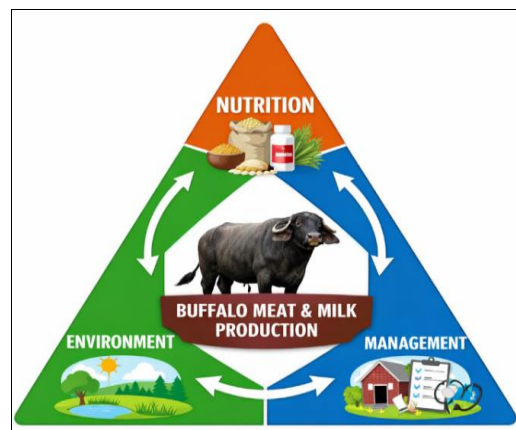 NUTRITION
BUFFALO MEAT & MILK
PRODUCTION
ENVIRONMENT
MANAGEMENT